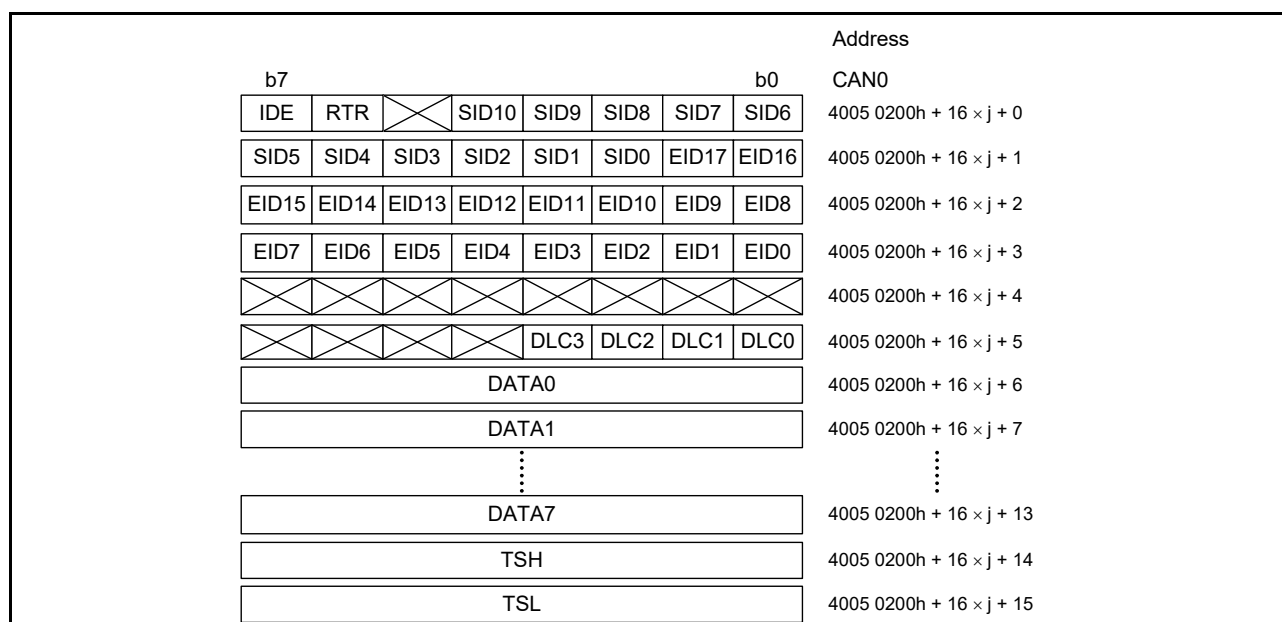 Address
b7 b0 CAN0
IDE RTR SID10 SID9 SID8 SID7 SID6 4005 0200h + 16 × j + 0
SID5 SID4 SID3 SID2 SID1 SID0 EID17 EID16 4005 0200h + 16 × j + 1
EID15 EID14 EID13 EID12 EID11 EID10 EID9 EID8 4005 0200h + 16 × j + 2
EID7 EID6 EID5 EID4 EID3 EID2 EID1 EID0 4005 0200h + 16 × j + 3
4005 0200h + 16 × j + 4
DLC3 DLC2 DLC1 DLC0 4005 0200h + 16 × j + 5
DATA0 4005 0200h + 16 × j + 6
DATA1 4005 0200h + 16 × j + 7
DATA7 4005 0200h + 16 × j + 13
TSH 4005 0200h + 16 × j + 14
TSL 4005 0200h + 16 × j + 15